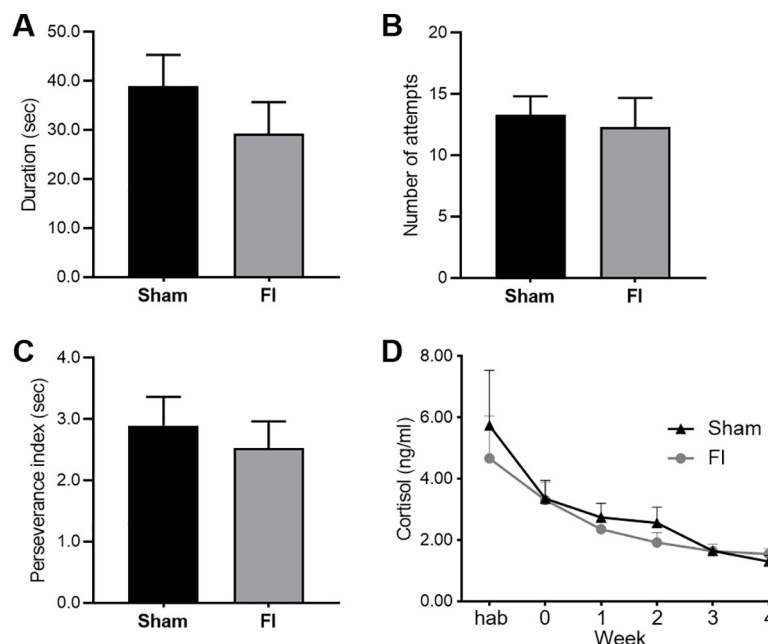 A
Duration (sec)
50.0
40.0
30.0
20.0
10.0
0.0
Sham
FI
B
Number of attempts
20
15
10
5
0
Sham
FI
C
Perseverance index (sec)
4.0
3.0
2.0
1.0
0.0
Sham
FI
D
Cortisol (ng/ml)
8.00
6.00
4.00
2.00
0.00
Sham
FI
hab 0 1 2 3 4
Week